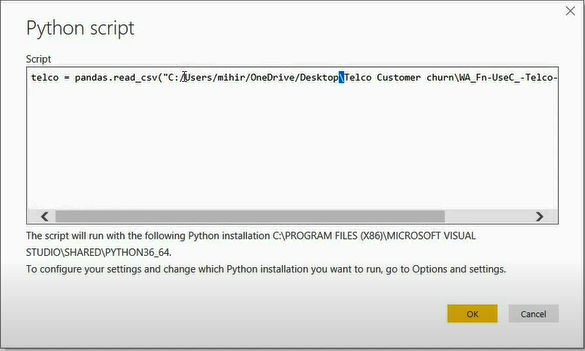 Python script
Script
telco = pandas.read_csv("C:/Users/mihir/OneDrive/Desktop\Telco Customer churn\WA_Fn-UseC_-Telco-
The script will run with the following Python installation C:\PROGRAM FILES (X86)\MICROSOFT VISUAL
STUDIO\SHARED\PYTHON36_64.
To configure your settings and change which Python installation you want to run, go to Options and settings.
OK
Cancel